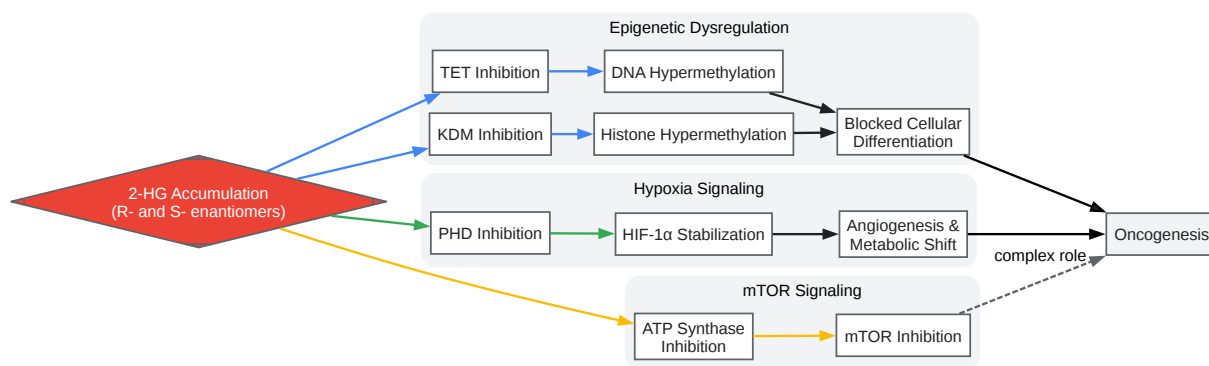 Epigenetic Dysregulation
TET Inhibition
DNA Hypermethylation
KDM Inhibition
Histone Hypermethylation
Blocked Cellular
Differentiation
2-HG Accumulation
(R- and S- enantiomers)
Hypoxia Signaling
PHD Inhibition
HIF-1α Stabilization
Angiogenesis &
Metabolic Shift
Oncogenesis
complex role
mTOR Signaling
ATP Synthase
Inhibition
mTOR Inhibition